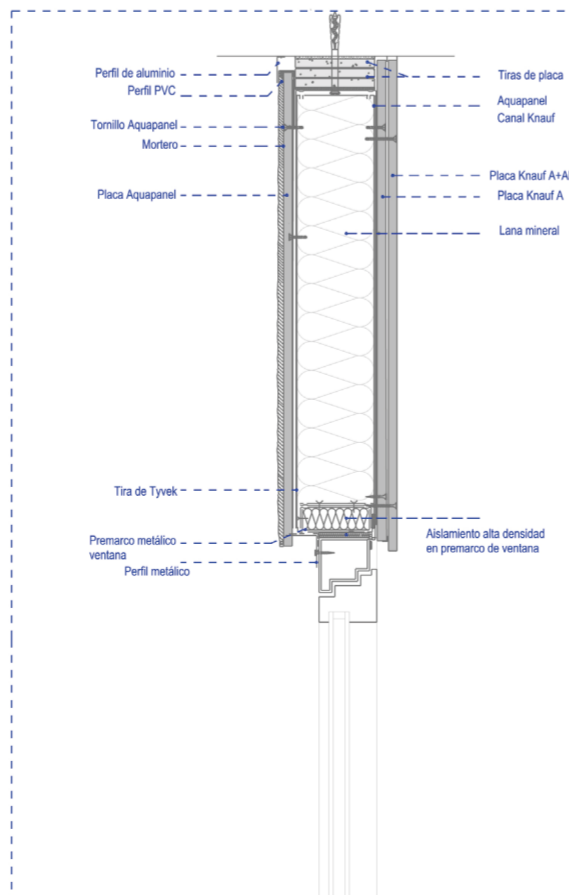 Perfil de aluminio
Perfil PVC
Tornillo Aquapanel
Mortero
Placa Aquapanel
Tira de Tyvek
Premarco metálico
ventana
Perfil metálico
Tiras de placa
Aquapanel
Canal Knauf
Placa Knauf A+Al
Placa Knauf A
Lana mineral
Aislamiento alta densidad
en premarco de ventana